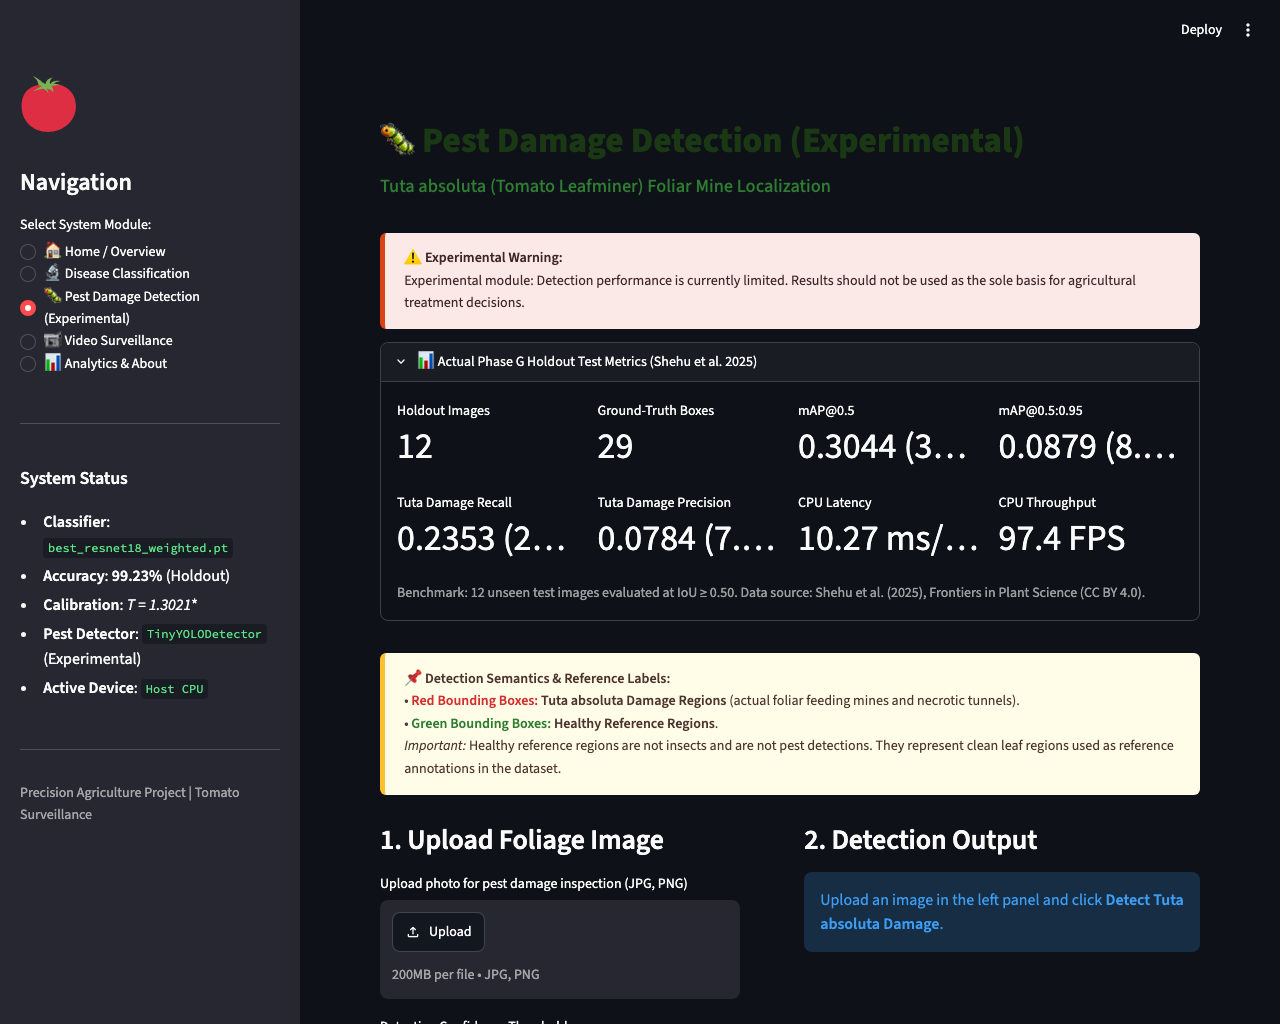 Deploy
Navigation
Select System Module:
Home / Overview
Disease Classification
Pest Damage Detection
(Experimental)
Video Surveillance
Analytics & About
System Status
• Classifier:
best_resnet18_weighted.pt
• Accuracy: 99.23% (Holdout)
• Calibration: T = 1.3021*
• Pest Detector: TinyYOLODetector
(Experimental)
• Active Device: Host CPU
Precision Agriculture Project | Tomato
Surveillance
Pest Damage Detection (Experimental)
Tuta absoluta (Tomato Leafminer) Foliar Mine Localization
Experimental Warning:
Experimental module: Detection performance is currently limited. Results should not be used as the sole basis for agricultural
treatment decisions.
Actual Phase G Holdout Test Metrics (Shehu et al. 2025)
Holdout Images Ground-Truth Boxes mAP@0.5 mAP@0.5:0.95
12 29 0.3044 (3… 0.0879 (8.…
Tuta Damage Recall Tuta Damage Precision CPU Latency CPU Throughput
0.2353 (2… 0.0784 (7.… 10.27 ms/… 97.4 FPS
Benchmark: 12 unseen test images evaluated at IoU ≥ 0.50. Data source: Shehu et al. (2025), Frontiers in Plant Science (CC BY 4.0).
Detection Semantics & Reference Labels:
• Red Bounding Boxes: Tuta absoluta Damage Regions (actual foliar feeding mines and necrotic tunnels).
• Green Bounding Boxes: Healthy Reference Regions.
Important: Healthy reference regions are not insects and are not pest detections. They represent clean leaf regions used as reference
annotations in the dataset.
1. Upload Foliage Image
Upload photo for pest damage inspection (JPG, PNG)
Upload
200MB per file • JPG, PNG
2. Detection Output
Upload an image in the left panel and click Detect Tuta
absoluta Damage.